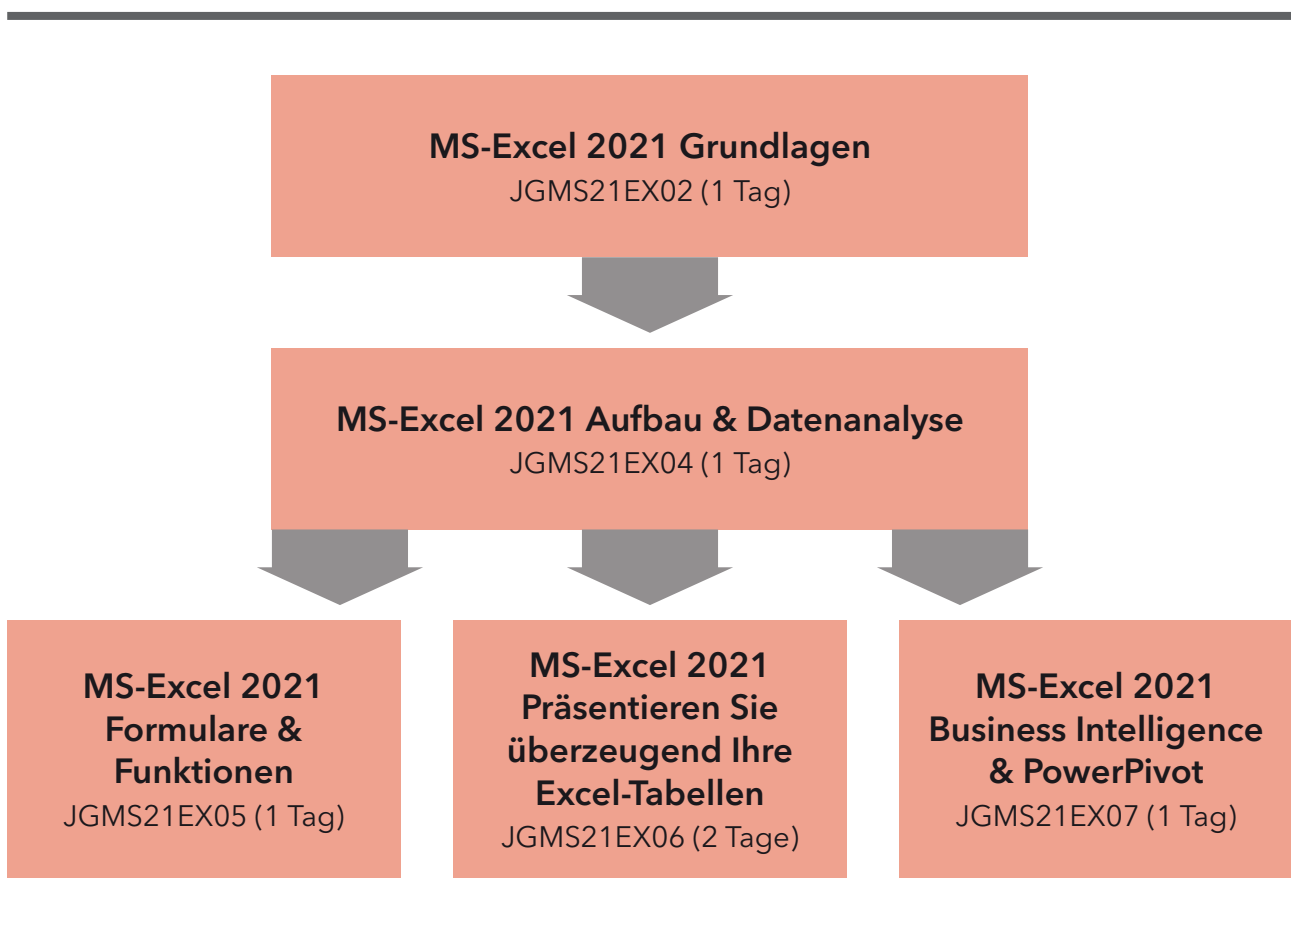 MS-Excel 2021 Grundlagen
JGMS21EX02 (1 Tag)
MS-Excel 2021 Aufbau & Datenanalyse
JGMS21EX04 (1 Tag)
MS-Excel 2021
Formulare &
Funktionen
JGMS21EX05 (1 Tag)
MS-Excel 2021
Präsentieren Sie
überzeugend Ihre
Excel-Tabellen
JGMS21EX06 (2 Tage)
MS-Excel 2021
Business Intelligence
& PowerPivot
JGMS21EX07 (1 Tag)